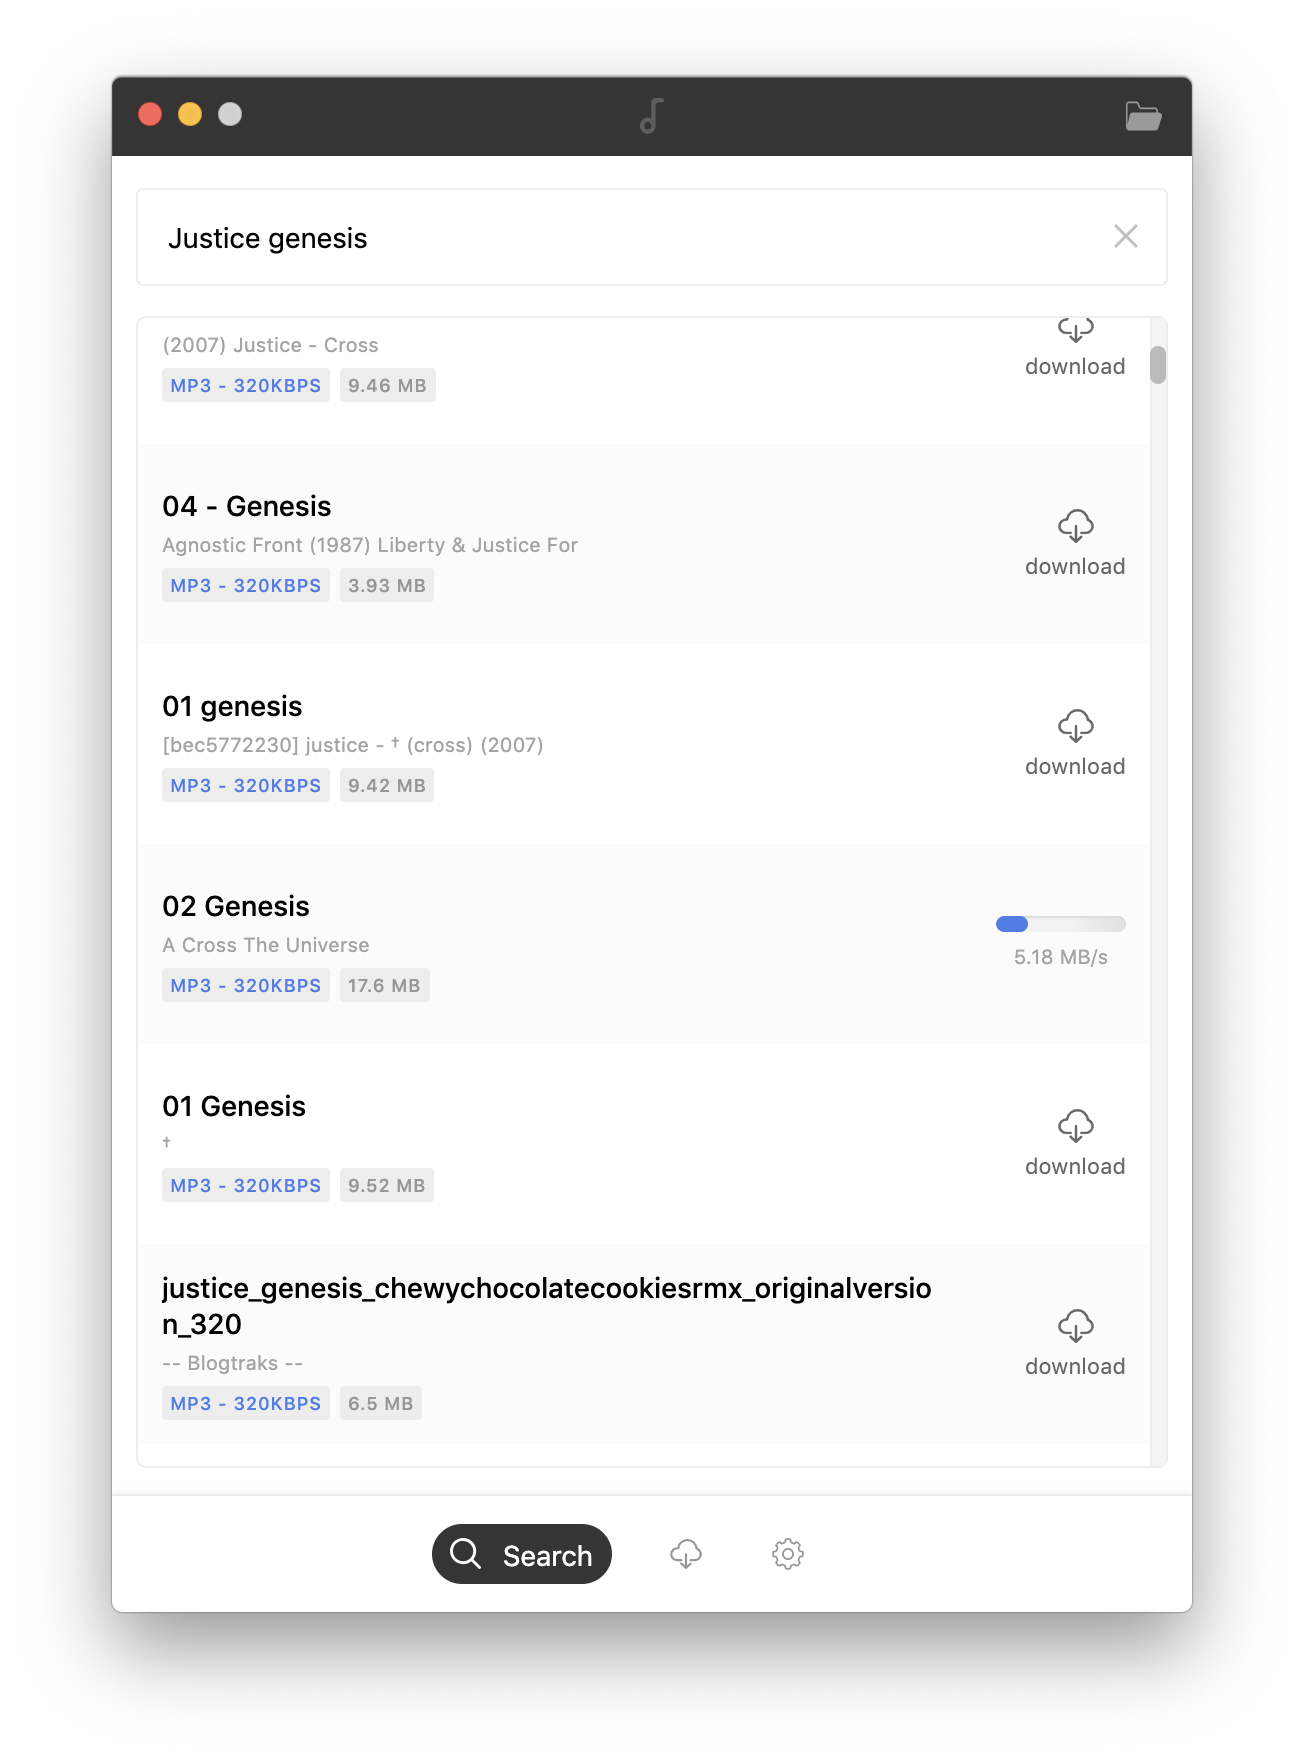 Justice genesis
(2007) Justice - Cross
MP3 - 320KBPS 9.46 MB
download
04 - Genesis
Agnostic Front (1987) Liberty & Justice For
MP3 - 320KBPS 3.93 MB
download
01 genesis
[bec5772230] justice - † (cross) (2007)
MP3 - 320KBPS 9.42 MB
download
02 Genesis
A Cross The Universe
MP3 - 320KBPS 17.6 MB
5.18 MB/s
01 Genesis
†
MP3 - 320KBPS 9.52 MB
download
justice_genesis_chewychocolatecookiesrmx_originalversio
n_320
-- Blogtraks --
MP3 - 320KBPS 6.5 MB
download
Search